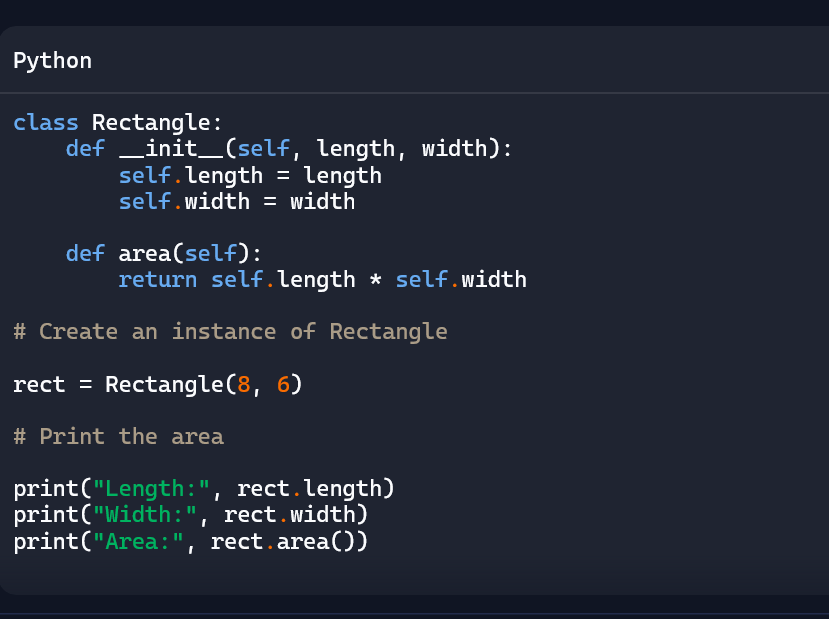 Python
class Rectangle:
    def __init__(self, length, width):
        self.length = length
        self.width = width

    def area(self):
        return self.length * self.width

# Create an instance of Rectangle

rect = Rectangle(8, 6)

# Print the area

print("Length:", rect.length)
print("Width:", rect.width)
print("Area:", rect.area())